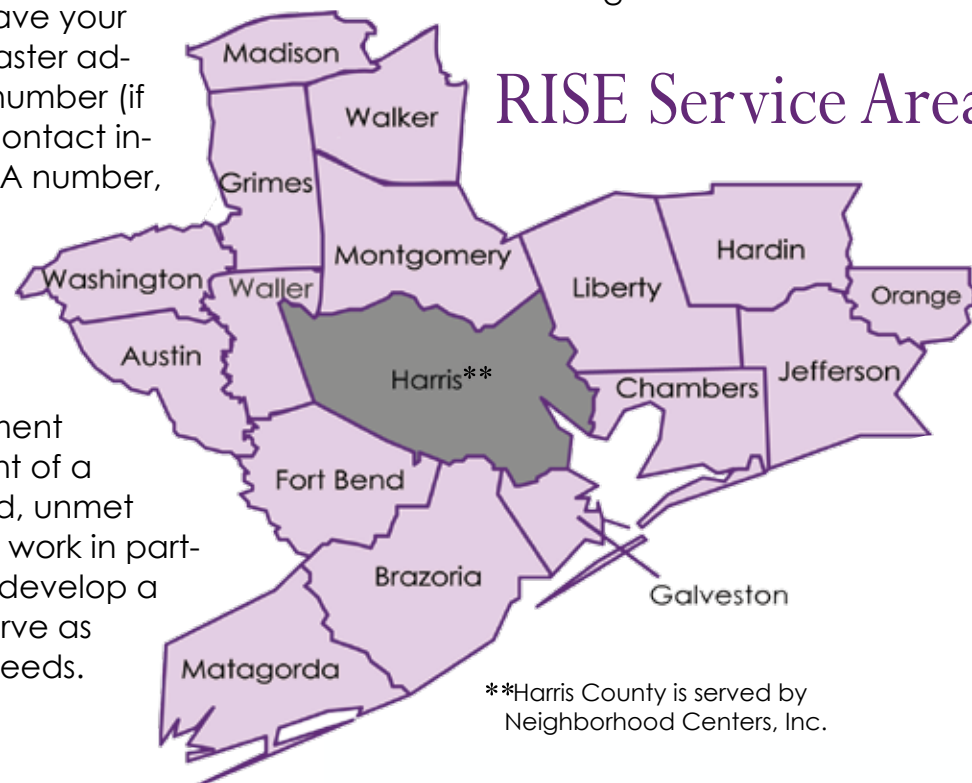 ave your
aster ad-
number (if
ontact in-
A number,
RISE Service Area
Madison
Walker
Grimes
Montgomery
Hardin
Washington
Waller
Liberty
Orange
Austin
Harris**
Chambers
Jefferson
Fort Bend
Brazoria
Galveston
Matagorda
ment
nt of a
d, unmet
work in part-
develop a
rve as
eeds.
**Harris County is served by
Neighborhood Centers, Inc.